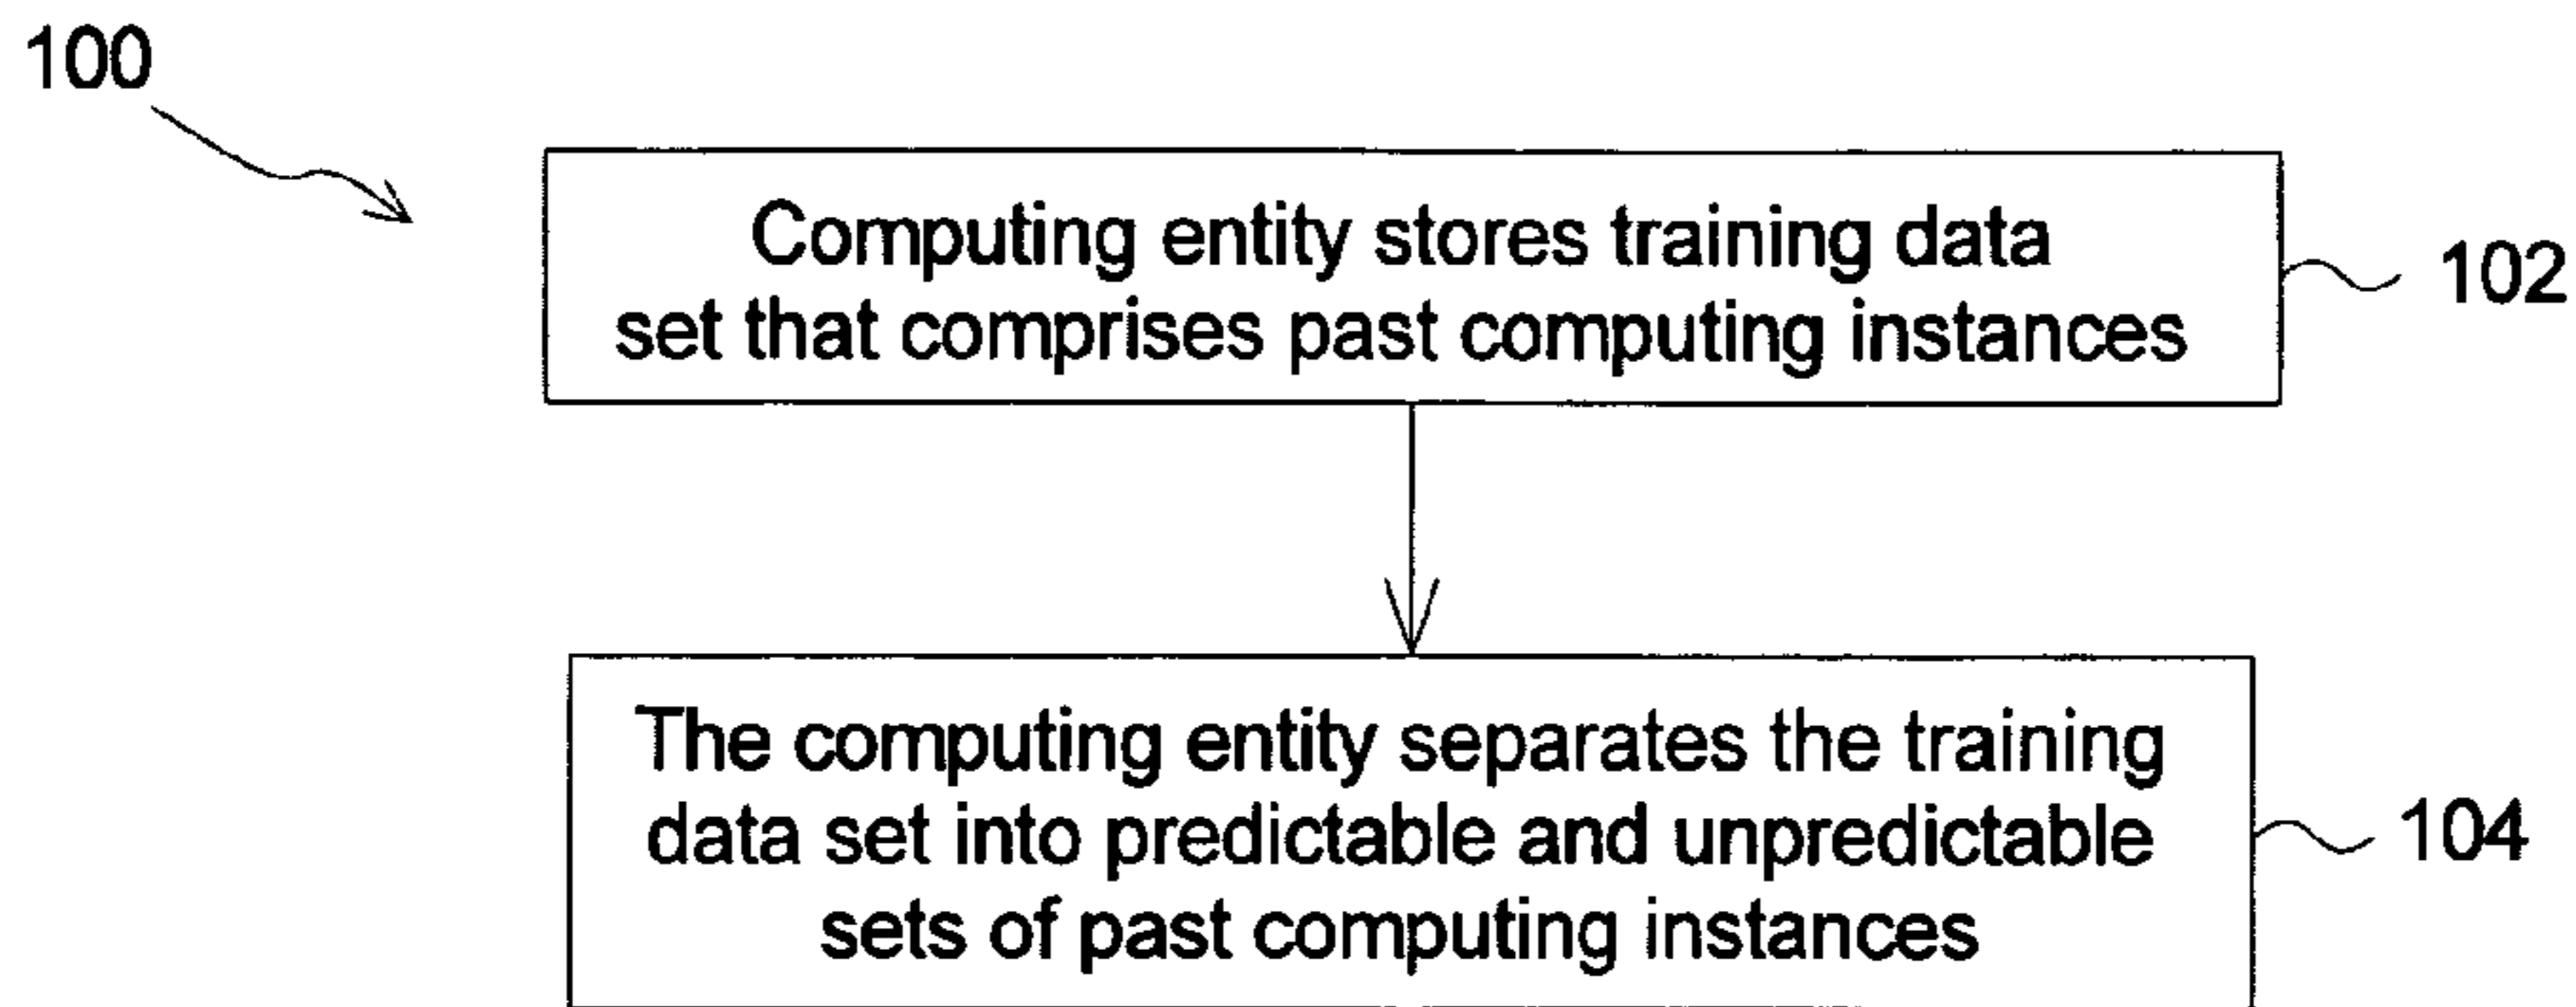 100
Computing entity stores training data
set that comprises past computing instances
102
The computing entity separates the training
data set into predictable and unpredictable
sets of past computing instances
104